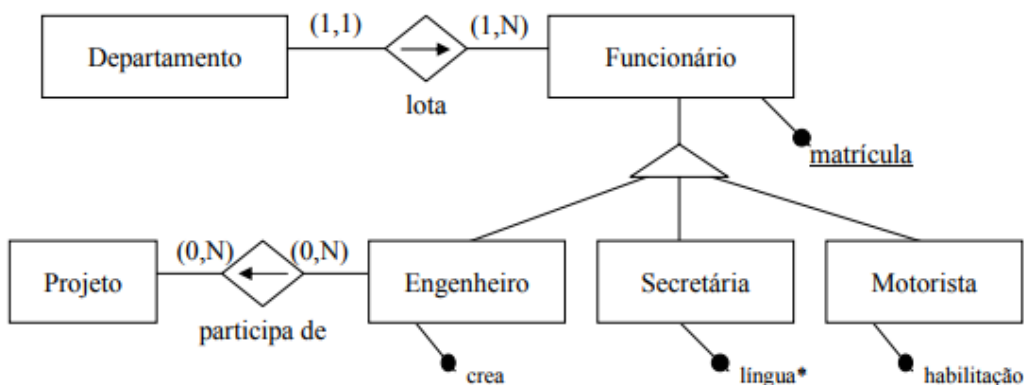 (1,1) (1,N)
Departamento Funcionário
lota
matrícula
(0,N) (0,N)
Projeto Engenheiro Secretária Motorista
participa de
crea língua* habilitação